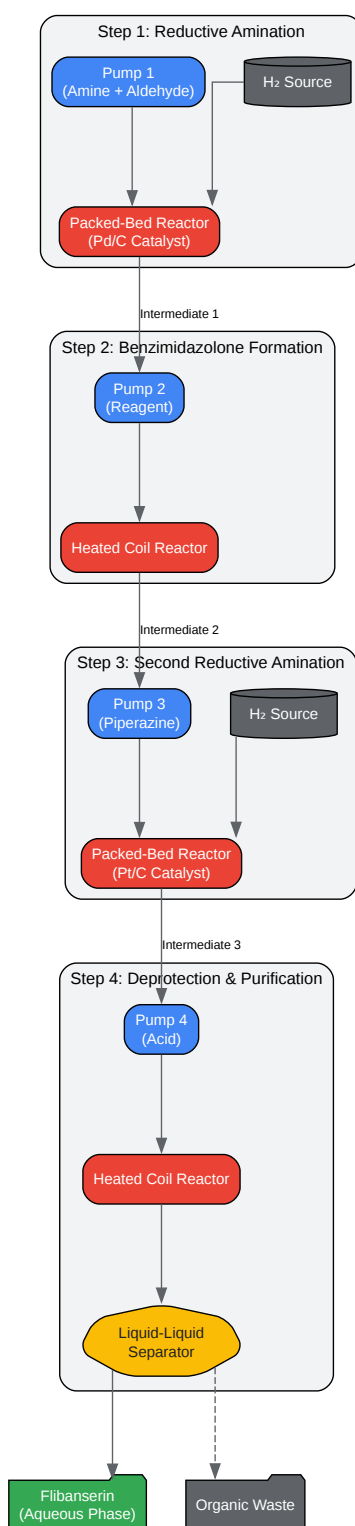 Step 1: Reductive Amination
Pump 1
(Amine + Aldehyde)
H₂ Source
Packed-Bed Reactor
(Pd/C Catalyst)
Intermediate 1
Step 2: Benzimidazolone Formation
Pump 2
(Reagent)
Heated Coil Reactor
Intermediate 2
Step 3: Second Reductive Amination
Pump 3
(Piperazine)
H₂ Source
Packed-Bed Reactor
(Pt/C Catalyst)
Intermediate 3
Step 4: Deprotection & Purification
Pump 4
(Acid)
Heated Coil Reactor
Liquid-Liquid
Separator
Flibanserin
(Aqueous Phase)
Organic Waste